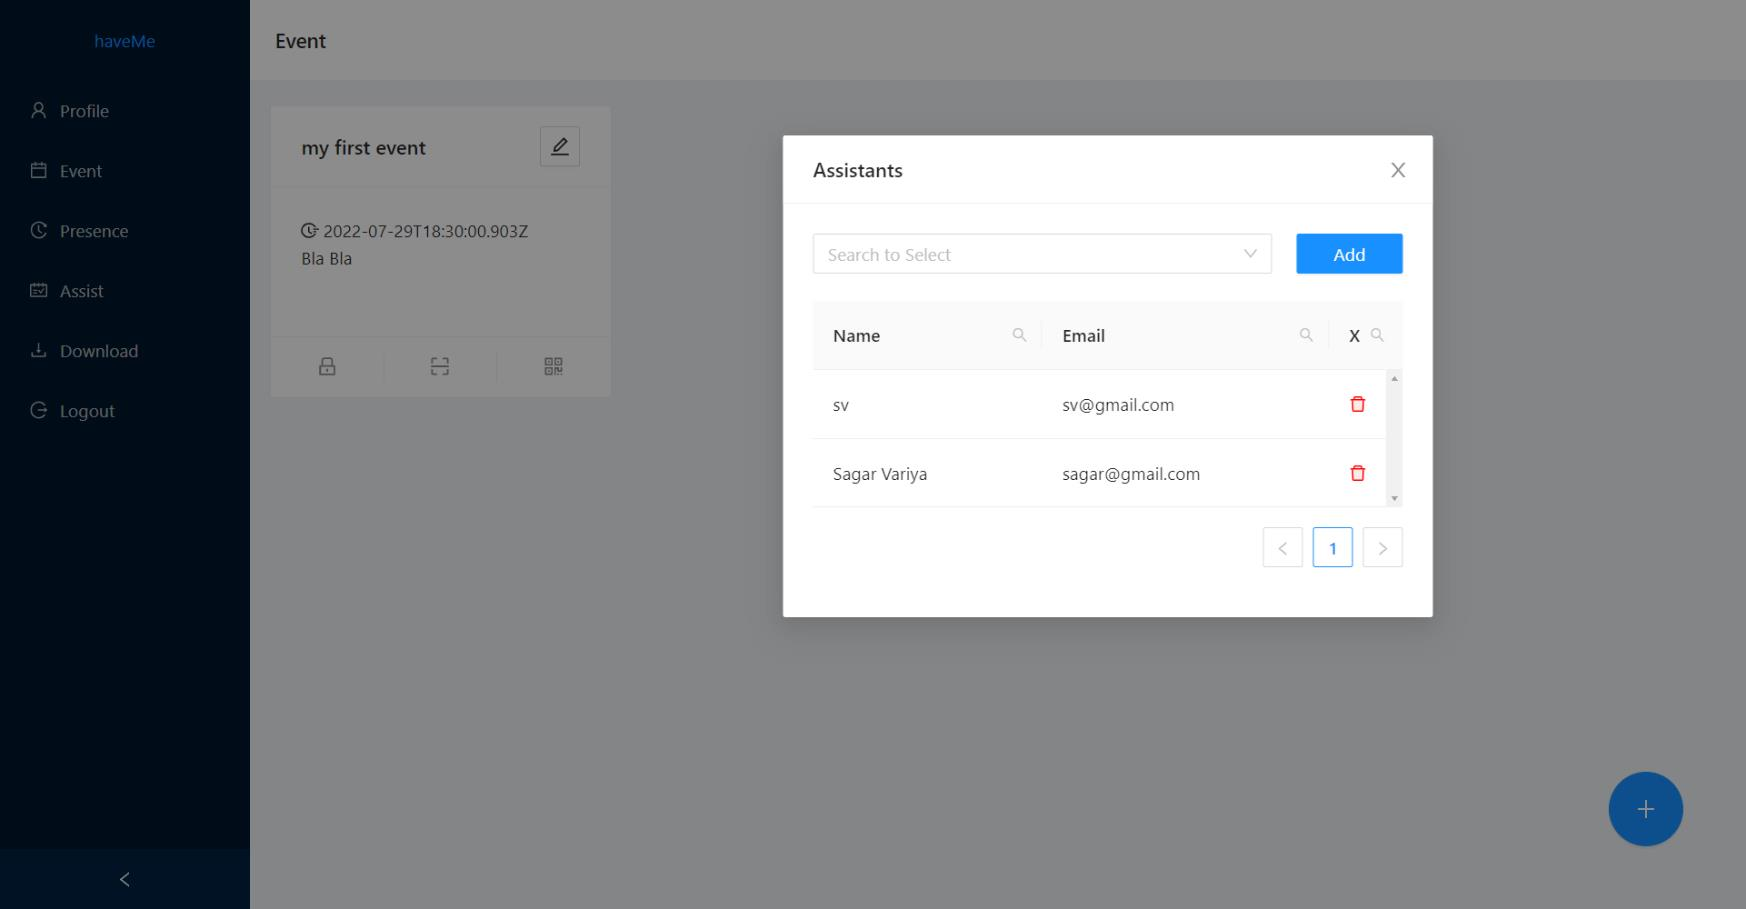 haveMe
Profile
Event
Presence
Assist
Download
Logout
Event
my first event
2022-07-29T18:30:00.903Z
Bla Bla
Assistants
Search to Select
Add
Name Email X
sv sv@gmail.com
Sagar Variya sagar@gmail.com
1